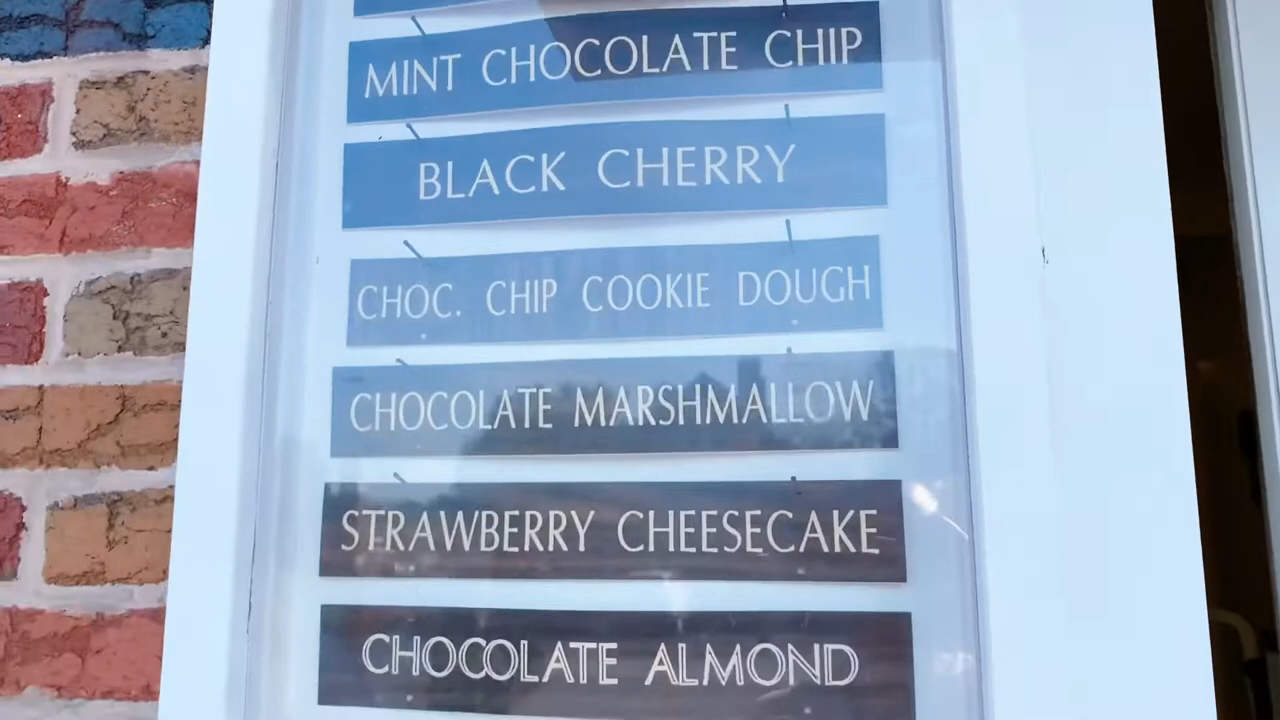 MINT CHOCOLATE CHIP
BLACK CHERRY
CHOC. CHIP COOKIE DOUGH
CHOCOLATE MARSHMALLOW
STRAWBERRY CHEESECAKE
CHOCOLATE ALMOND